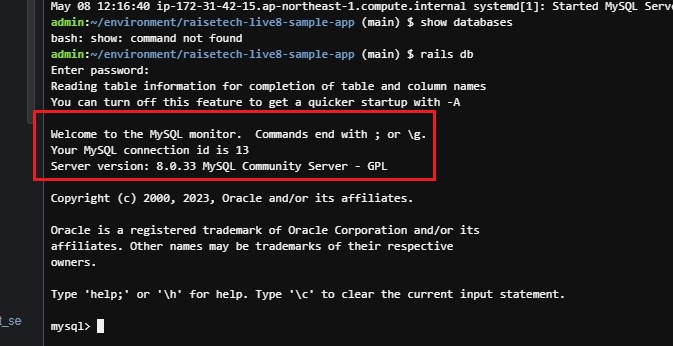 May 08 12:16:40 ip-172-31-42-15.ap-northeast-1.compute.internal systemd[1]: Started MySQL Serve
admin:~/environment/raisetech-live8-sample-app (main) $ show databases
bash: show: command not found
admin:~/environment/raisetech-live8-sample-app (main) $ rails db
Enter password:
Reading table information for completion of table and column names
You can turn off this feature to get a quicker startup with -A
Welcome to the MySQL monitor.  Commands end with ; or \g.
Your MySQL connection id is 13
Server version: 8.0.33 MySQL Community Server - GPL
Copyright (c) 2000, 2023, Oracle and/or its affiliates.
Oracle is a registered trademark of Oracle Corporation and/or its
affiliates. Other names may be trademarks of their respective
owners.
Type 'help;' or '\h' for help. Type '\c' to clear the current input statement.
t_se
mysql>